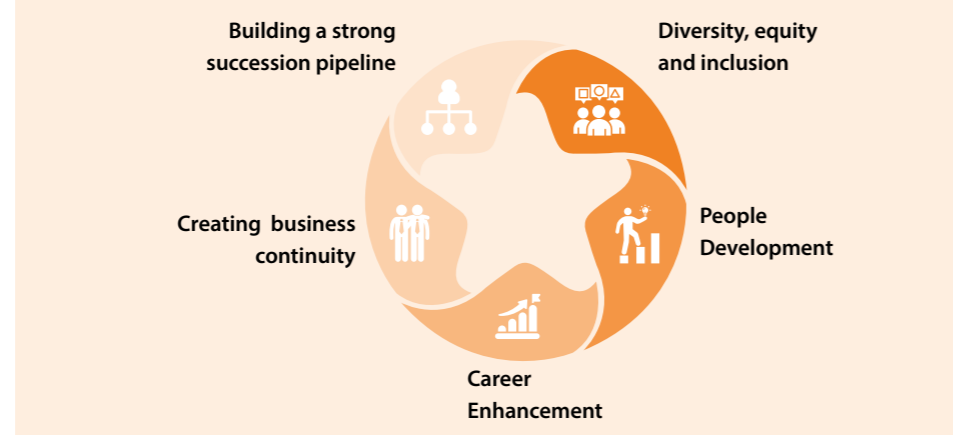 Building a strong
succession pipeline
Diversity, equity
and inclusion
People
Development
Career
Enhancement
Creating business
continuity